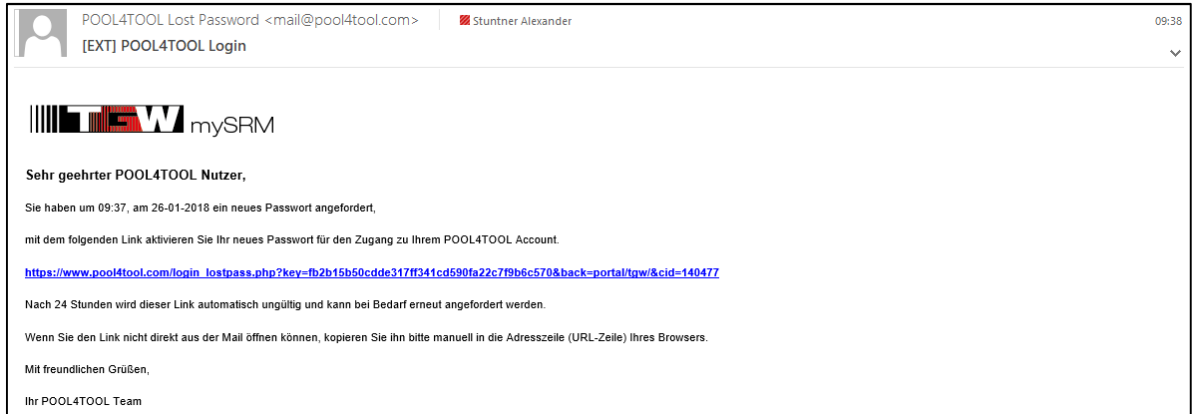 POOL4TOOL Lost Password <mail@pool4tool.com> Stuntner Alexander 09:38
[EXT] POOL4TOOL Login
TGW mySRM
Sehr geehrter POOL4TOOL Nutzer,
Sie haben um 09:37, am 26-01-2018 ein neues Passwort angefordert,
mit dem folgenden Link aktivieren Sie Ihr neues Passwort für den Zugang zu Ihrem POOL4TOOL Account.
https://www.pool4tool.com/login_lostpass.php?key=fb2b15b50cdde317ff341cd590fa22c7f9b6c570&back=portal/tgw/&cid=140477
Nach 24 Stunden wird dieser Link automatisch ungültig und kann bei Bedarf erneut angefordert werden.
Wenn Sie den Link nicht direkt aus der Mail öffnen können, kopieren Sie ihn bitte manuell in die Adresszeile (URL-Zeile) Ihres Browsers.
Mit freundlichen Grüßen,
Ihr POOL4TOOL Team